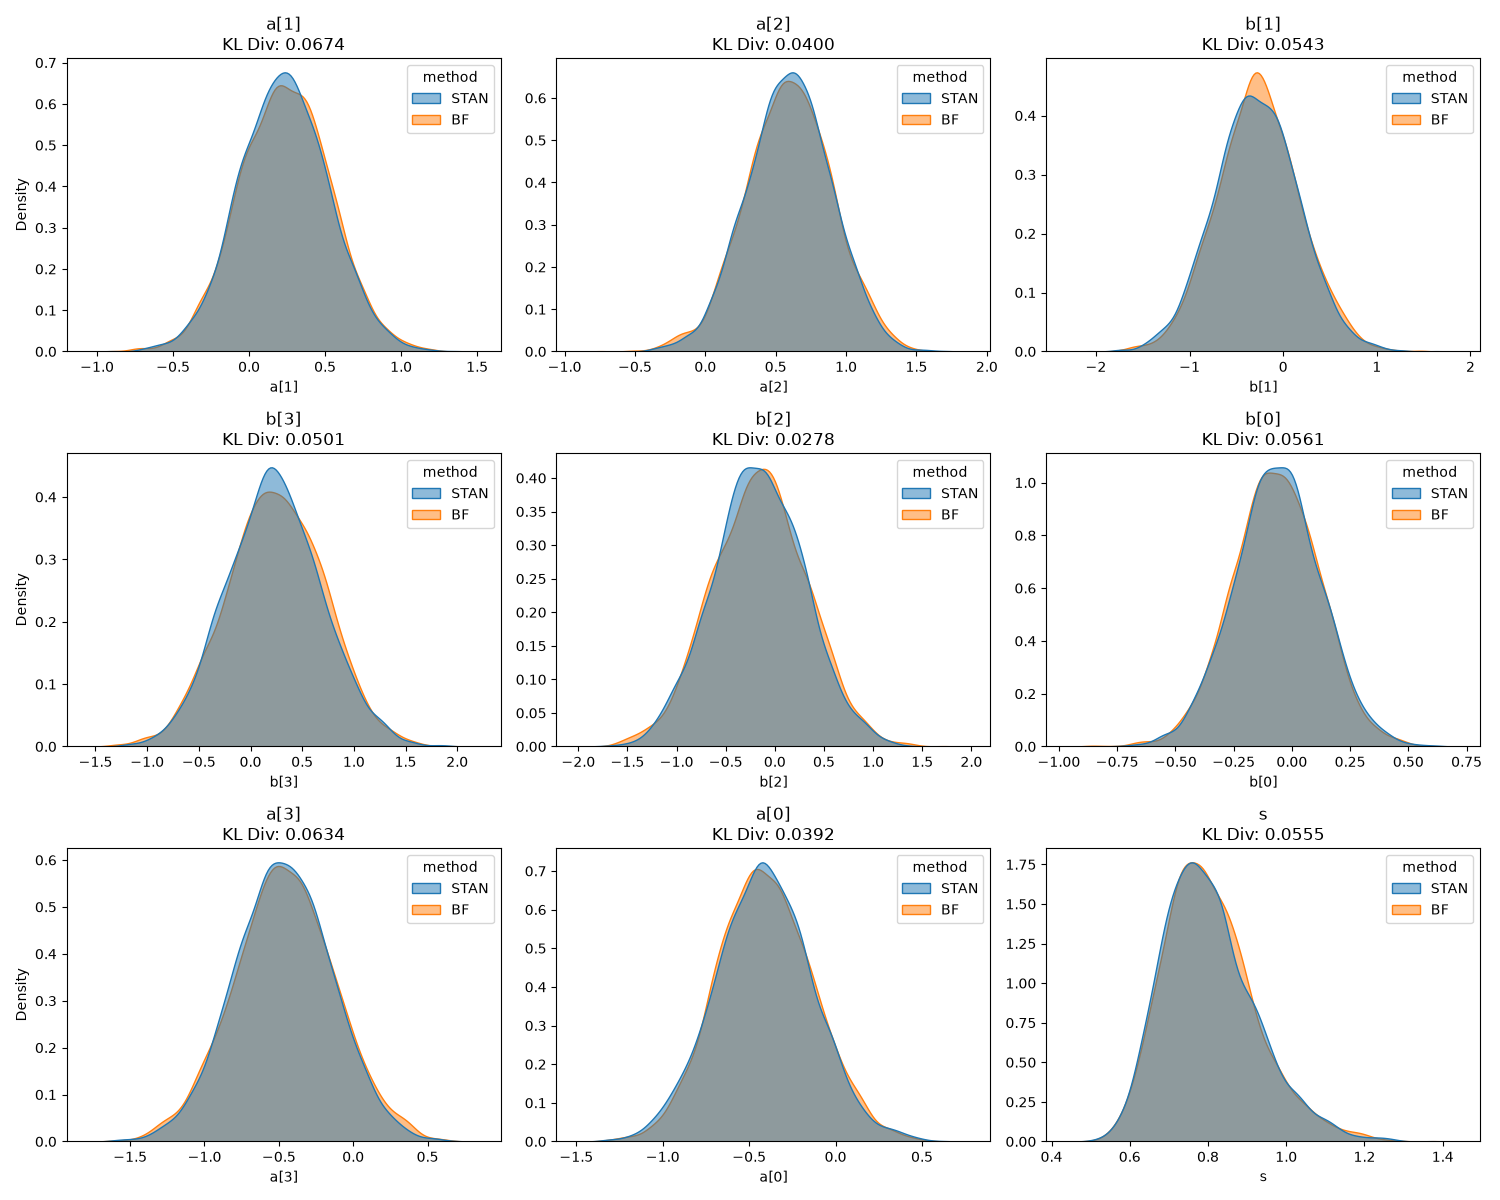 a[1]
KL Div: 0.0674
a[2]
KL Div: 0.0400
b[1]
KL Div: 0.0543
method
STAN
BF
method
STAN
BF
method
STAN
BF
Density
0.7
0.6
0.5
0.4
0.3
0.2
0.1
0.0
0.6
0.5
0.4
0.3
0.2
0.1
0.0
0.4
0.3
0.2
0.1
0.0
−1.0 −0.5 0.0 0.5 1.0 1.5
−1.0 −0.5 0.0 0.5 1.0 1.5 2.0
−2 −1 0 1 2
a[1]
a[2]
b[1]
b[3]
KL Div: 0.0501
b[2]
KL Div: 0.0278
b[0]
KL Div: 0.0561
method
STAN
BF
method
STAN
BF
method
STAN
BF
Density
0.4
0.3
0.2
0.1
0.0
0.40
0.35
0.30
0.25
0.20
0.15
0.10
0.05
0.00
1.0
0.8
0.6
0.4
0.2
0.0
−1.5 −1.0 −0.5 0.0 0.5 1.0 1.5 2.0
−2.0 −1.5 −1.0 −0.5 0.0 0.5 1.0 1.5 2.0
−1.00 −0.75 −0.50 −0.25 0.00 0.25 0.50 0.75
b[3]
b[2]
b[0]
a[3]
KL Div: 0.0634
a[0]
KL Div: 0.0392
s
KL Div: 0.0555
method
STAN
BF
method
STAN
BF
method
STAN
BF
Density
0.6
0.5
0.4
0.3
0.2
0.1
0.0
0.7
0.6
0.5
0.4
0.3
0.2
0.1
0.0
1.75
1.50
1.25
1.00
0.75
0.50
0.25
0.00
−1.5 −1.0 −0.5 0.0 0.5
−1.5 −1.0 −0.5 0.0 0.5
0.4 0.6 0.8 1.0 1.2 1.4
a[3]
a[0]
s